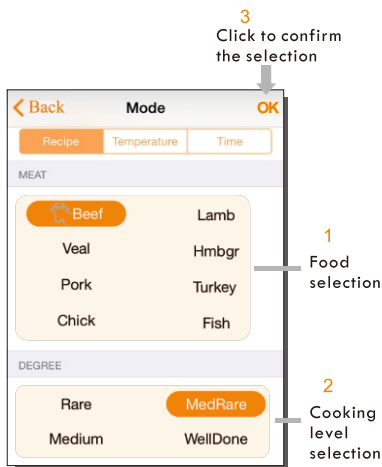 3
Click to confirm
the selection
Back Mode OK
Recipe Temperature Time
MEAT
Beef Lamb
Veal Hmbgr
Pork Turkey
Chick Fish
1
Food
selection
DEGREE
Rare MedRare
Medium WellDone
2
Cooking
level
selection